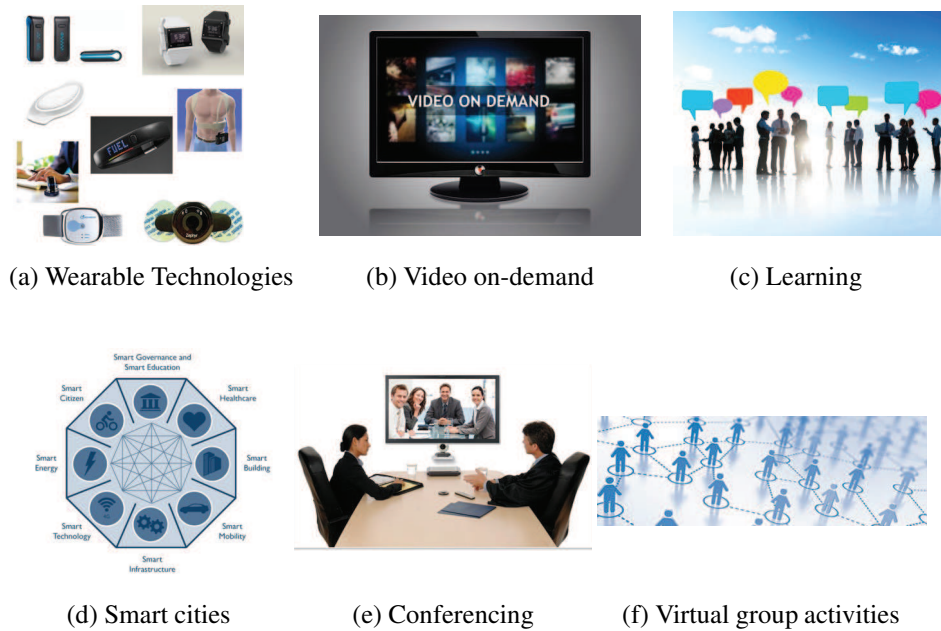 FUEL
VIDEO ON DEMAND
(a) Wearable Technologies
(b) Video on-demand
(c) Learning
Smart Governance and
Smart Education
Smart
Citizen
Smart
Healthcare
Smart
Energy
Smart
Building
Smart
Technology
Smart
Mobility
Smart
Infrastructure
(d) Smart cities
(e) Conferencing
(f) Virtual group activities